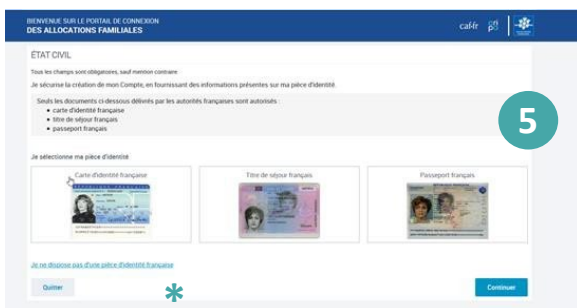 BIENVENUE SUR LE PORTAIL DE CONNEXION
DES ALLOCATIONS FAMILIALES
caf.fr
ÉTAT CIVIL
Tous les champs sont obligatoires, sauf mention contraire
Je sécurise la création de mon Compte, en fournissant des informations présentes sur ma pièce d'identité.
Seuls les documents ci-dessous délivrés par les autorités françaises sont autorisés :
• carte d'identité française
• titre de séjour français
• passeport français
5
Je sélectionne ma pièce d'identité
Carte d'identité française
Titre de séjour français
Passeport français
Je ne dispose pas d'une pièce d'identité française
Quitter
*
Continuer